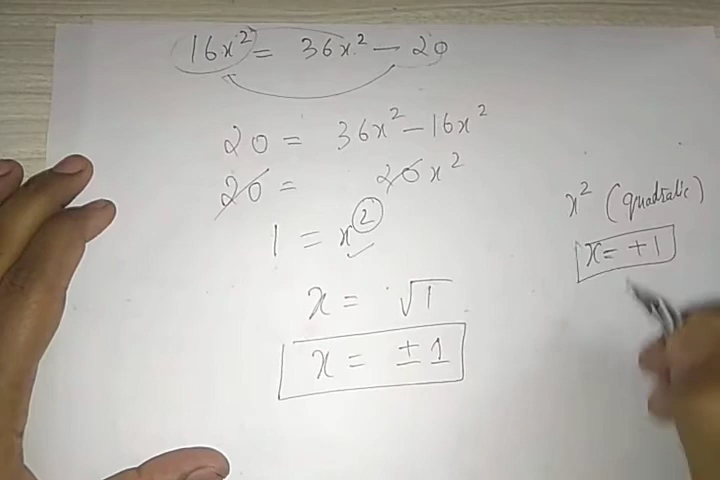 16x² = 36x² - 20
20 = 36x² - 16x²
20 = 20x²
1 = x²
x = √1
x = ± 1
x² (quadratic)
x = +1